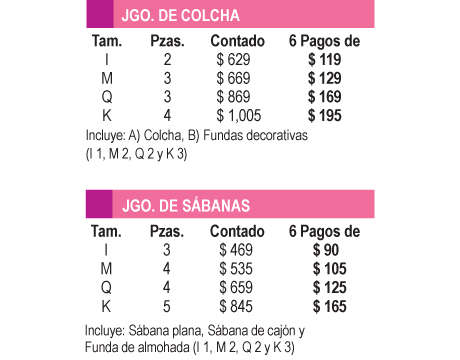 JGO. DE COLCHA
Tam. Pzas. Contado 6 Pagos de
I 2 $ 629 $ 119
M 3 $ 669 $ 129
Q 3 $ 869 $ 169
K 4 $ 1,005 $ 195
Incluye: A) Colcha, B) Fundas decorativas
(I 1, M 2, Q 2 y K 3)
JGO. DE SÁBANAS
Tam. Pzas. Contado 6 Pagos de
I 3 $ 469 $ 90
M 4 $ 535 $ 105
Q 4 $ 659 $ 125
K 5 $ 845 $ 165
Incluye: Sábana plana, Sábana de cajón y
Funda de almohada (I 1, M 2, Q 2 y K 3)